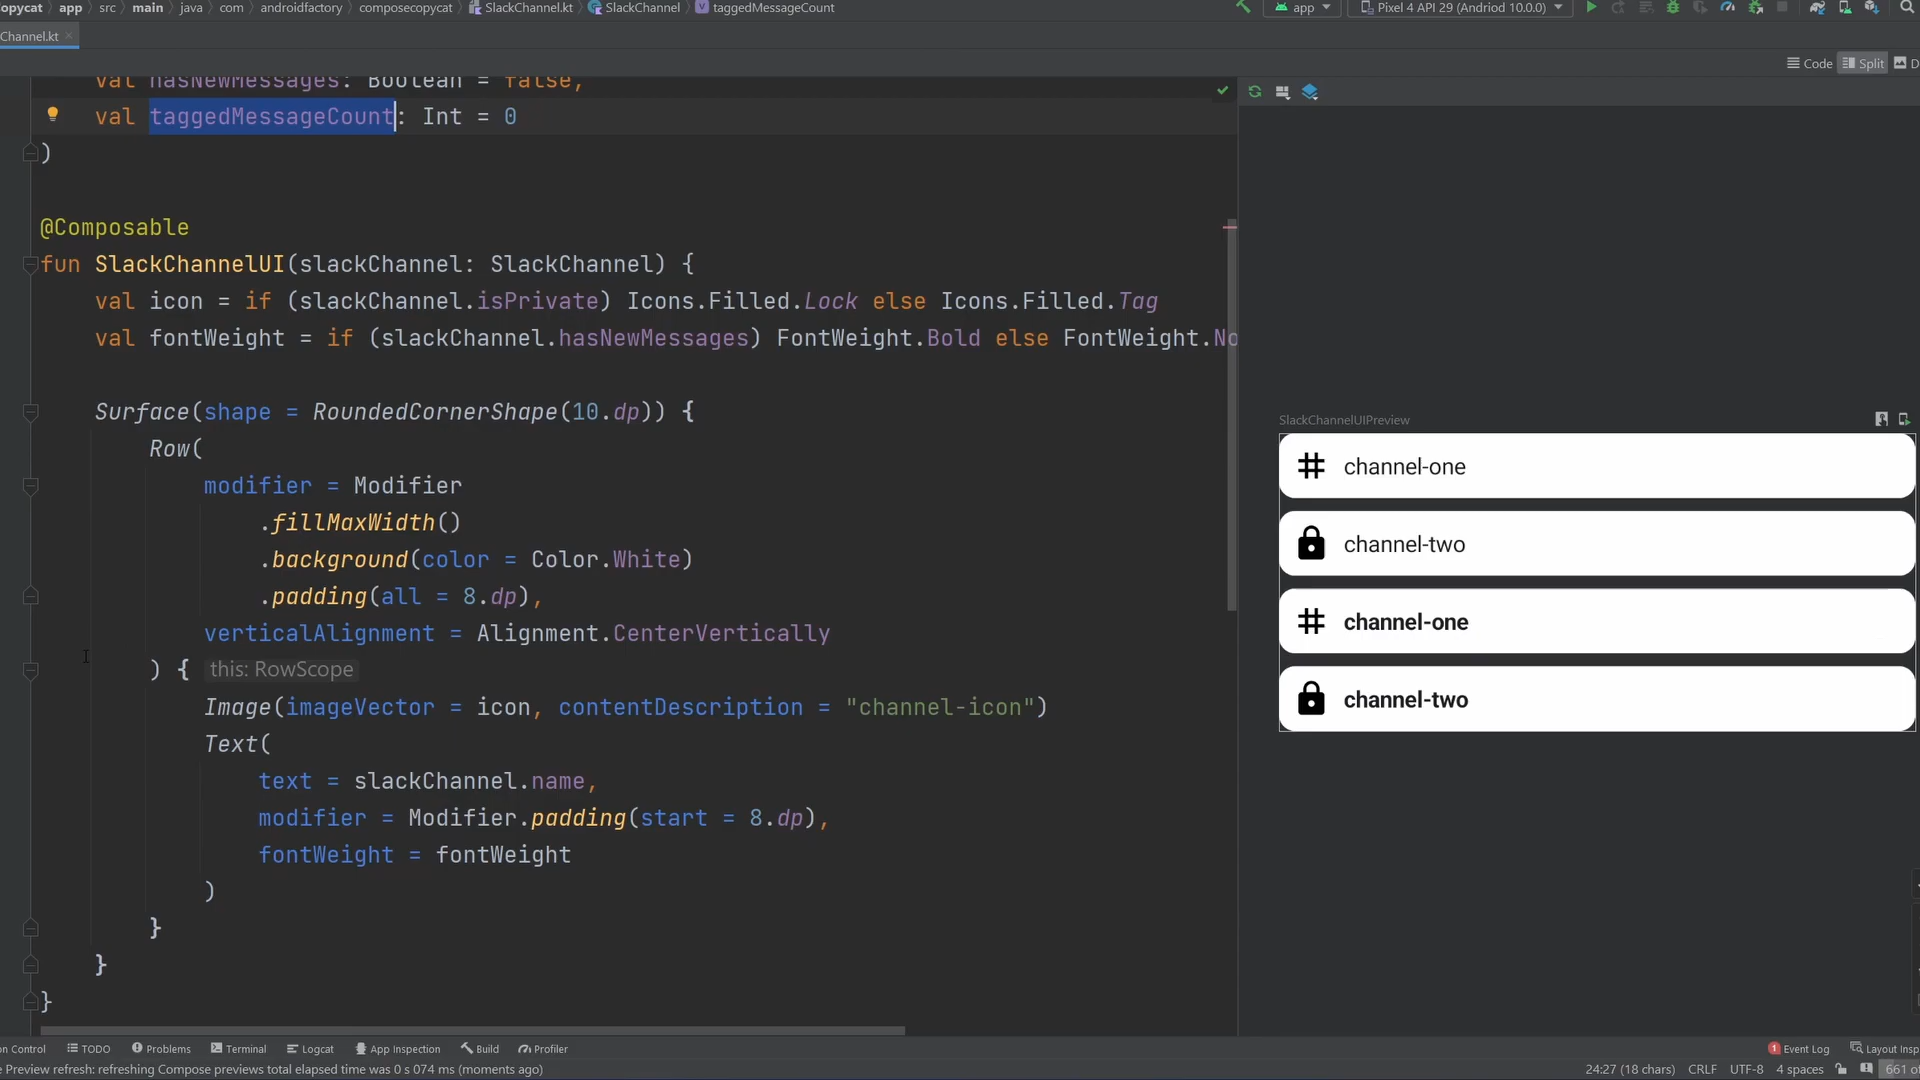 opycat › app › src › main › java › com › androidfactory › composecopycat › SlackChannel.kt › SlackChannel › taggedMessageCount
app
Pixel 4 API 29 (Andriod 10.0.0)
Channel.kt
Code
Split
D
val hasNewMessages: Boolean = false,
val taggedMessageCount: Int = 0
)
@Composable
fun SlackChannelUI(slackChannel: SlackChannel) {
val icon = if (slackChannel.isPrivate) Icons.Filled.Lock else Icons.Filled.Tag
val fontWeight = if (slackChannel.hasNewMessages) FontWeight.Bold else FontWeight.No
Surface(shape = RoundedCornerShape(10.dp)) {
Row(
modifier = Modifier
.fillMaxWidth()
.background(color = Color.White)
.padding(all = 8.dp),
verticalAlignment = Alignment.CenterVertically
) { this: RowScope
Image(imageVector = icon, contentDescription = "channel-icon")
Text(
text = slackChannel.name,
modifier = Modifier.padding(start = 8.dp),
fontWeight = fontWeight
)
}
}
}
SlackChannelUIPreview
channel-one
channel-two
channel-one
channel-two
on Control
TODO
Problems
Terminal
Logcat
App Inspection
Build
Profiler
1 Event Log
Layout Insp
e Preview refresh: refreshing Compose previews total elapsed time was 0 s 074 ms (moments ago)
24:27 (18 chars)
CRLF
UTF-8
4 spaces
661 of